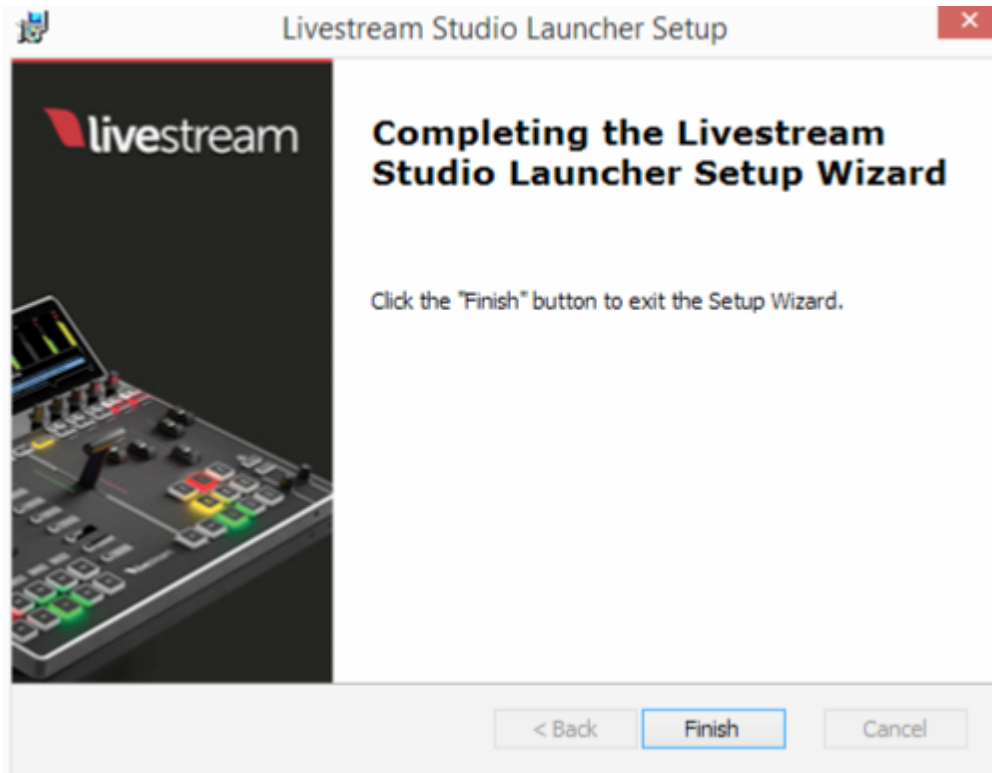 Livestream Studio Launcher Setup
livestream
Completing the Livestream
Studio Launcher Setup Wizard
Click the "Finish" button to exit the Setup Wizard.
< Back
Finish
Cancel